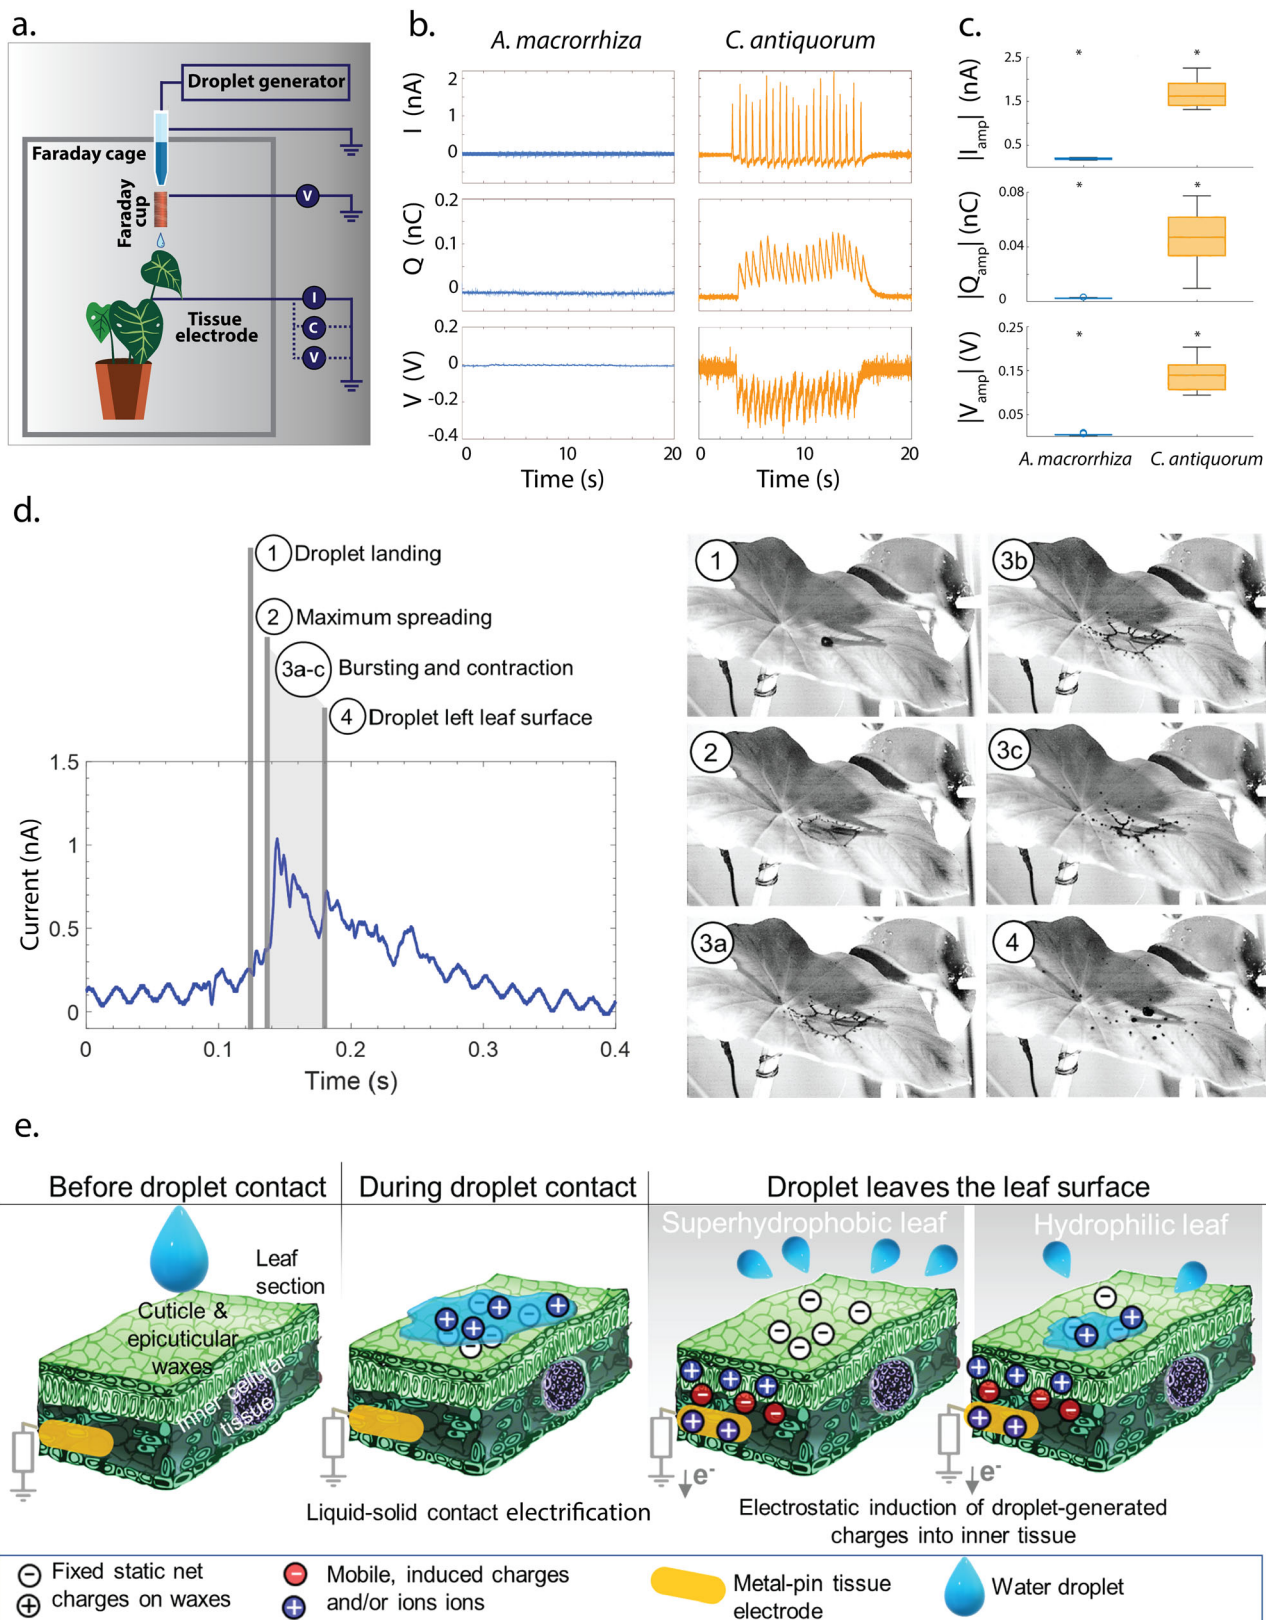 a.
Droplet generator
Faraday cage
Faraday
cup
V
I
Tissue
electrode
C
V
b.
A. macrorrhiza
C. antiquorum
I (nA)
2
1
0
Q (nC)
0.2
0.1
0
V (V)
0.2
0
-0.2
-0.4
0
10
20
0
10
20
Time (s)
Time (s)
c.
|Iamp| (nA)
2.5
1.5
0.5
*
*
|Qamp| (nC)
0.08
0.04
0
*
*
|Vamp| (V)
0.25
0.15
0.05
*
*
A. macrorrhiza
C. antiquorum
d.
1 Droplet landing
2 Maximum spreading
3a-c Bursting and contraction
4 Droplet left leaf surface
Current (nA)
1.5
1
0.5
0
0
0.1
0.2
0.3
0.4
Time (s)
1
3b
2
3c
3a
4
e.
Before droplet contact
During droplet contact
Droplet leaves the leaf surface
Superhydrophobic leaf
Hydrophilic leaf
Leaf
section
Cuticle &
epicuticular
waxes
Inner cellular
tissue
e-
e-
Liquid-solid contact electrification
Electrostatic induction of droplet-generated
charges into inner tissue
Fixed static net
charges on waxes
Mobile, induced charges
and/or ions ions
Metal-pin tissue
electrode
Water droplet